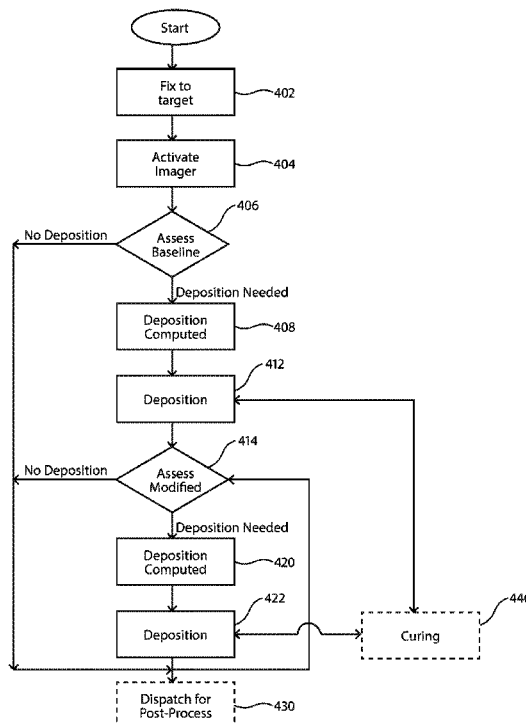 Start
Fix to
target
402
Activate
Imager
404
406
No Deposition
Assess
Baseline
Deposition Needed
Deposition
Computed
408
412
Deposition
414
No Deposition
Assess
Modified
Deposition Needed
Deposition
Computed
420
422
Deposition
Curing
Dispatch for
Post-Process
430